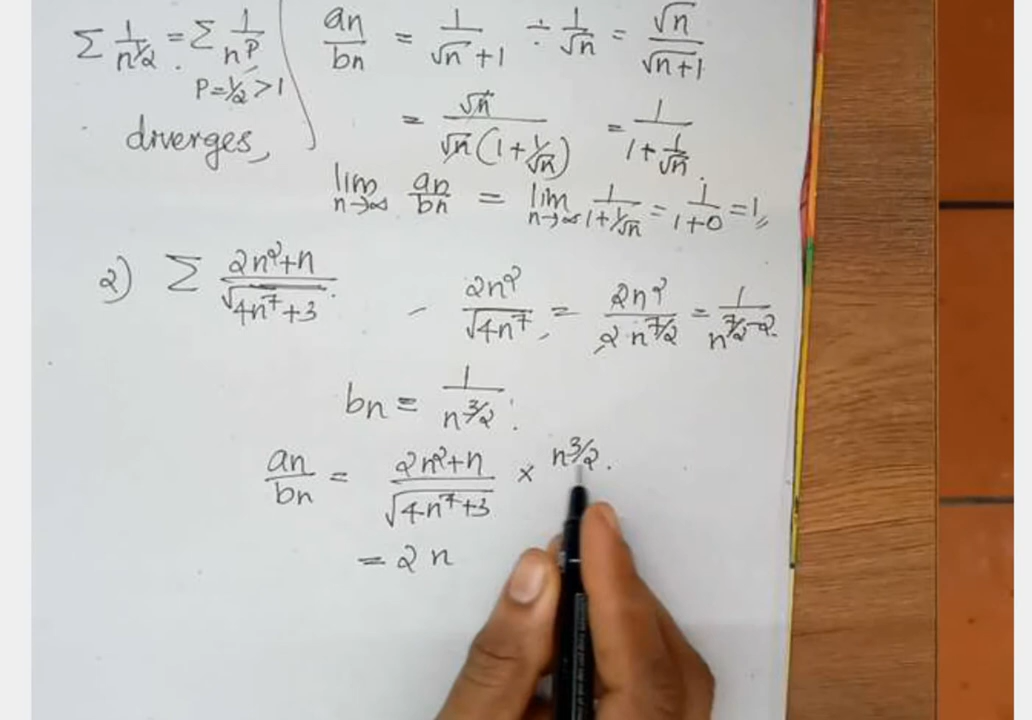 ∑ 1/n^1/2 = ∑ 1/n^p
P = 1/2 > 1
diverges,
an/bn = 1/√n+1 ÷ 1/√n = √n/√n+1
= √n/√n(1+1/√n) = 1/1+1/√n.
lim n→∞ an/bn = lim n→∞ 1/1+1/√n = 1/1+0 = 1,,
2) ∑ 2n²+n/√4n⁷+3. - 2n²/√4n⁷, = 2n²/2·n^7/2 = 1/n^7/2-2.
bn = 1/n^3/2 :
an/bn = 2n²+n/√4n⁷+3 × n^3/2.
= 2 n